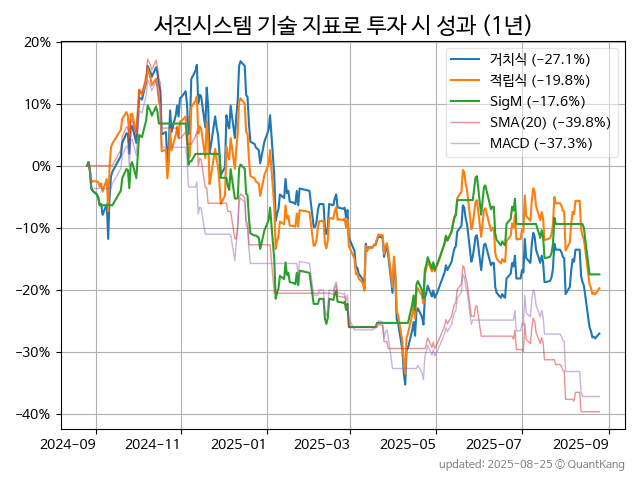 서진시스템 기술 지표로 투자 시 성과 (1년)
거치식 (−27.1%)
적립식 (−19.8%)
SigM (−17.6%)
SMA(20) (−39.8%)
MACD (−37.3%)
20%
10%
0%
−10%
−20%
−30%
−40%
2024-09 2024-11 2025-01 2025-03 2025-05 2025-07 2025-09
updated: 2025-08-25 © QuantKang